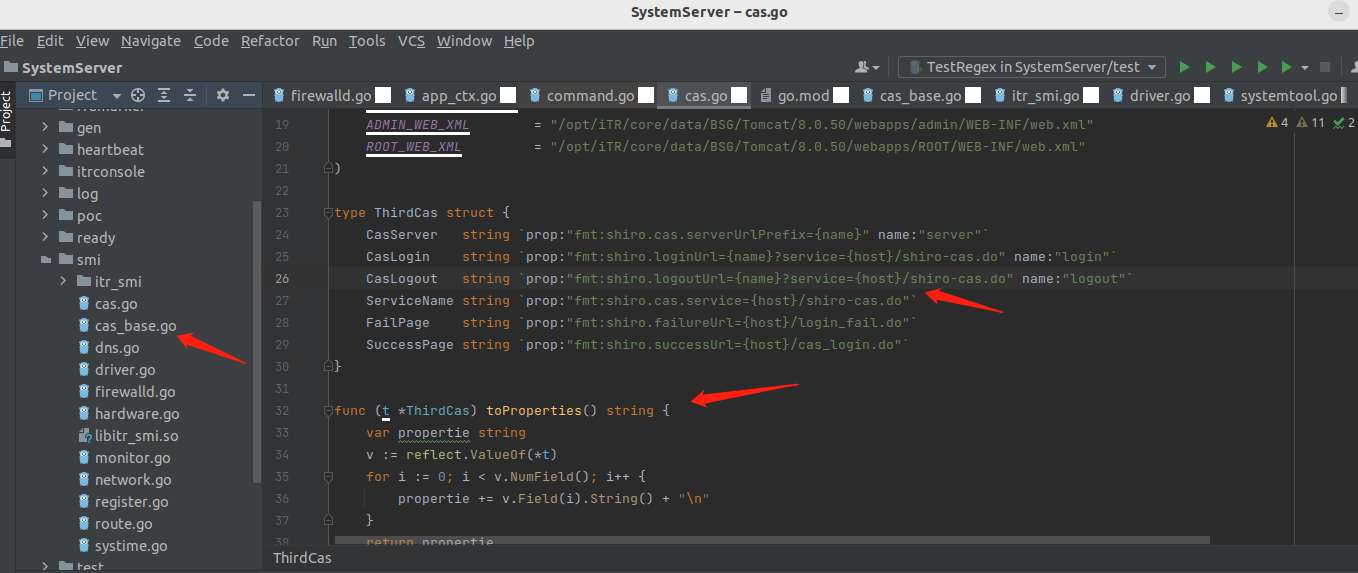 SystemServer – cas.go
File Edit View Navigate Code Refactor Run Tools VCS Window Help
SystemServer
TestRegex in SystemServer/test
Project
Project
firewalld.go
app_ctx.go
command.go
cas.go
go.mod
cas_base.go
itr_smi.go
driver.go
systemtool.go
gen
heartbeat
itrconsole
log
poc
ready
smi
itr_smi
cas.go
cas_base.go
dns.go
driver.go
firewalld.go
hardware.go
libitr_smi.so
monitor.go
network.go
register.go
route.go
systime.go
test
4 11 2
19 ADMIN_WEB_XML = "/opt/iTR/core/data/BSG/Tomcat/8.0.50/webapps/admin/WEB-INF/web.xml"
20 ROOT_WEB_XML = "/opt/iTR/core/data/BSG/Tomcat/8.0.50/webapps/ROOT/WEB-INF/web.xml"
21 )
22
23 type ThirdCas struct {
24 CasServer string `prop:"fmt:shiro.cas.serverUrlPrefix={name}" name:"server"`
25 CasLogin string `prop:"fmt:shiro.loginUrl={name}?service={host}/shiro-cas.do" name:"login"`
26 CasLogout string `prop:"fmt:shiro.logoutUrl={name}?service={host}/shiro-cas.do" name:"logout"`
27 ServiceName string `prop:"fmt:shiro.cas.service={host}/shiro-cas.do"`
28 FailPage string `prop:"fmt:shiro.failureUrl={host}/login_fail.do"`
29 SuccessPage string `prop:"fmt:shiro.successUrl={host}/cas_login.do"`
30 }
31
32 func (t *ThirdCas) toProperties() string {
33 var propertie string
34 v := reflect.ValueOf(*t)
35 for i := 0; i < v.NumField(); i++ {
36 propertie += v.Field(i).String() + "\n"
37 }
38 return propertie
ThirdCas